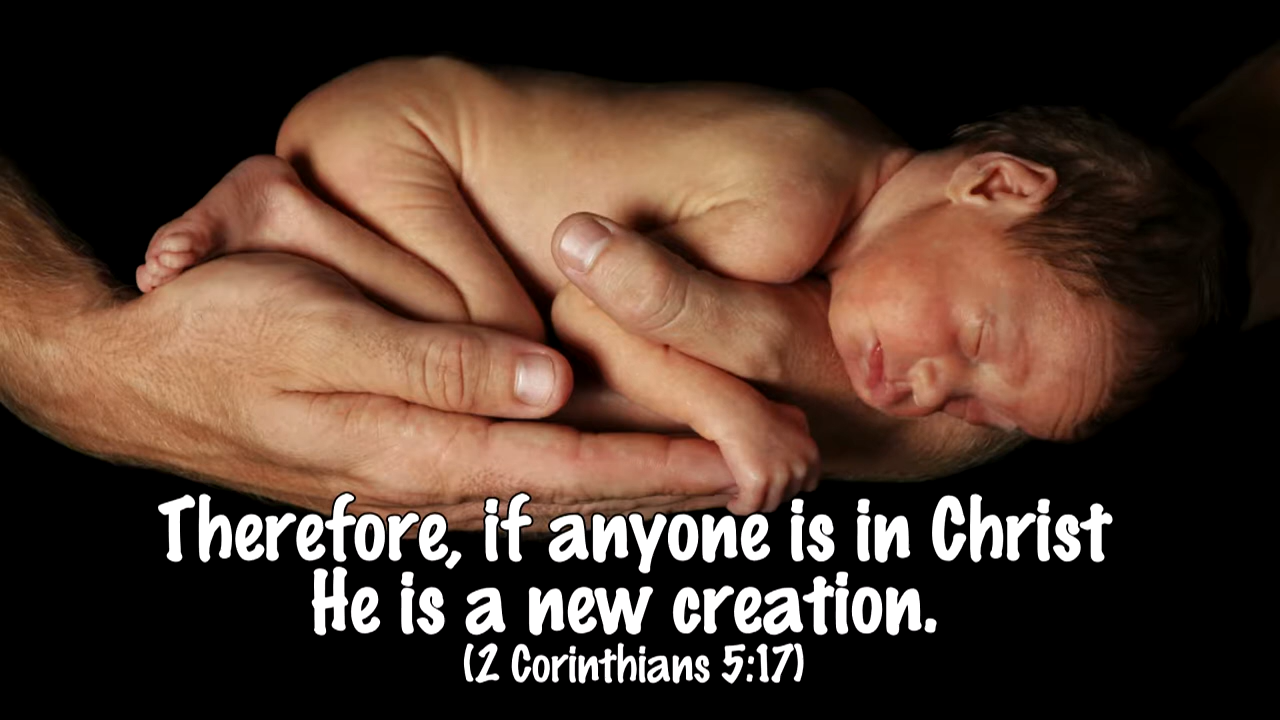 Therefore, if anyone is in Christ
He is a new creation.
(2 Corinthians 5:17)